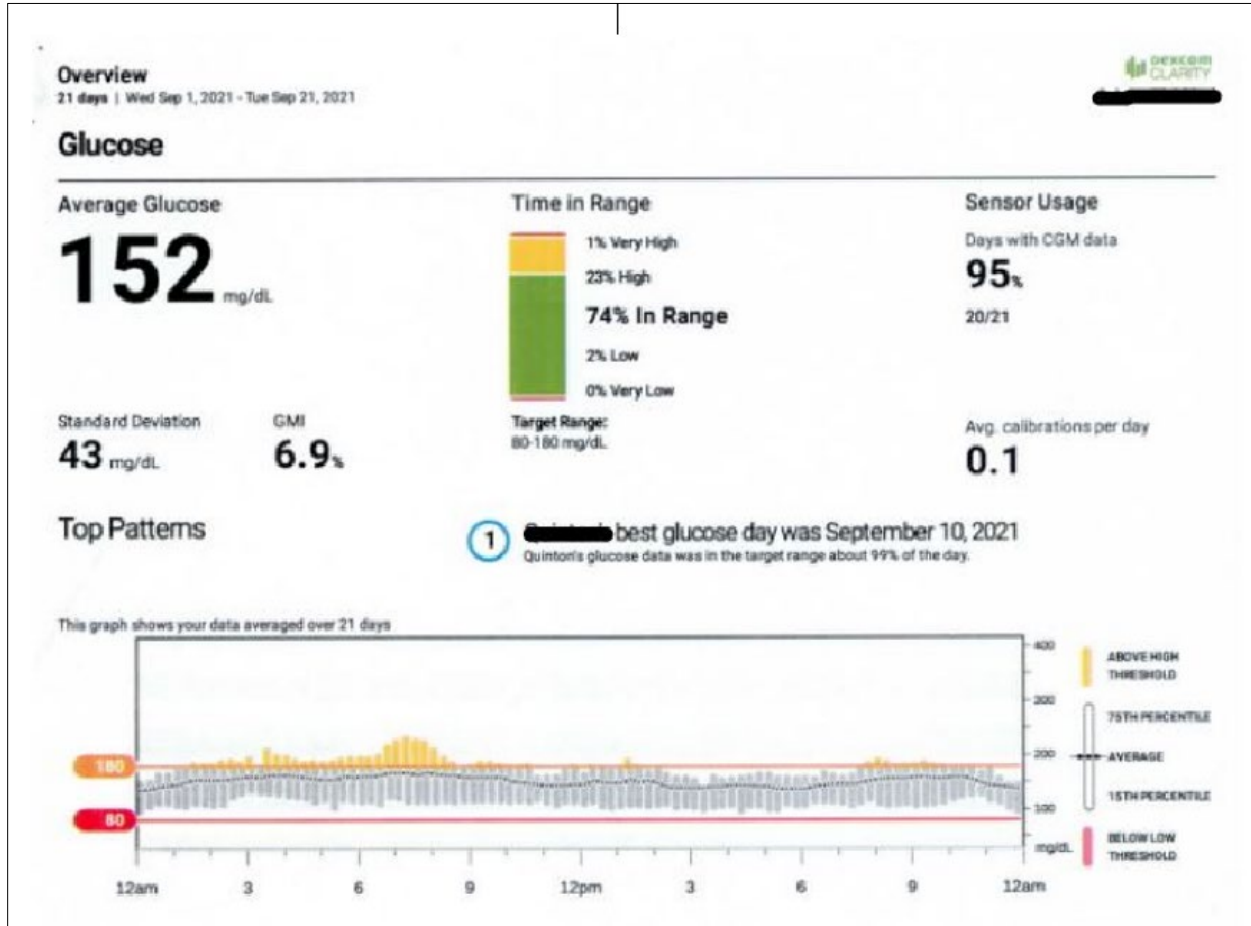 Overview
21 days | Wed Sep 1, 2021 - Tue Sep 21, 2021
DEXCOM
CLARITY
Glucose
Average Glucose
152 mg/dL
Standard Deviation
43 mg/dL
GMI
6.9%
Time in Range
1% Very High
23% High
74% In Range
2% Low
0% Very Low
Target Range:
80-180 mg/dL
Sensor Usage
Days with CGM data
95%
20/21
Avg. calibrations per day
0.1
Top Patterns
1
best glucose day was September 10, 2021
Quinton's glucose data was in the target range about 99% of the day.
This graph shows your data averaged over 21 days
400
300
200
100
mg/dL
180
80
12am 3 6 9 12pm 3 6 9 12am
ABOVE HIGH
THRESHOLD
75TH PERCENTILE
AVERAGE
15TH PERCENTILE
BELOW LOW
THRESHOLD